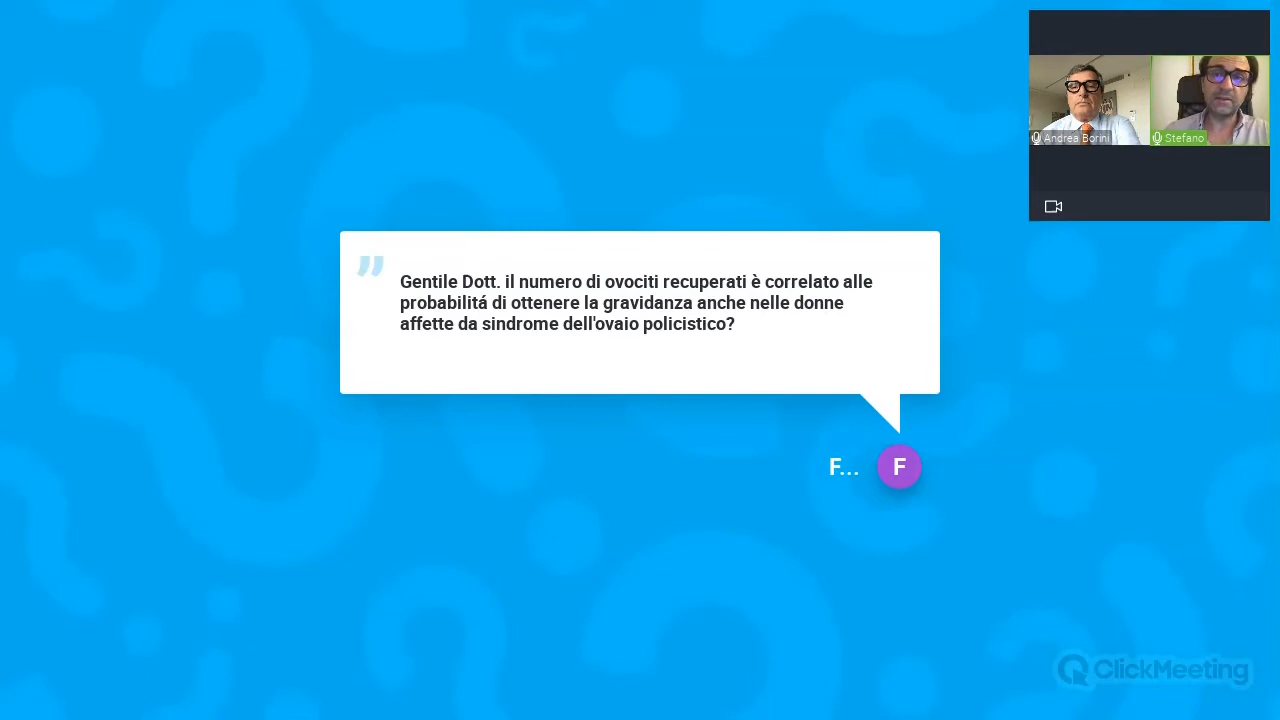 Andrea Borini
Stefano
”
Gentile Dott. il numero di ovociti recuperati è correlato alle
probabilitá di ottenere la gravidanza anche nelle donne
affette da sindrome dell'ovaio policistico?
F...
F
ClickMeeting